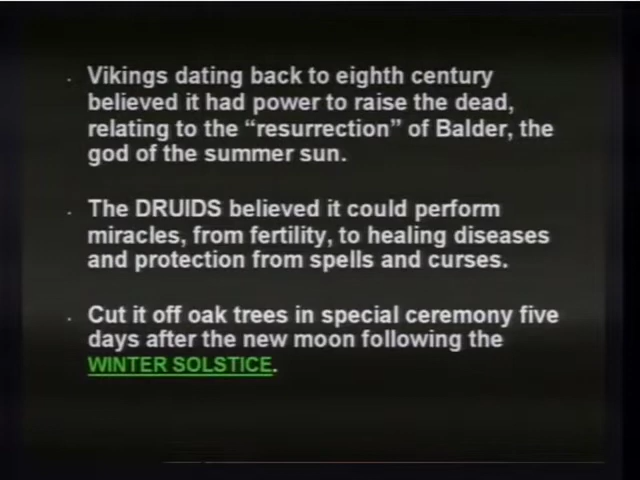 · Vikings dating back to eighth century
believed it had power to raise the dead,
relating to the “resurrection” of Balder, the
god of the summer sun.
· The DRUIDS believed it could perform
miracles, from fertility, to healing diseases
and protection from spells and curses.
· Cut it off oak trees in special ceremony five
days after the new moon following the
WINTER SOLSTICE.